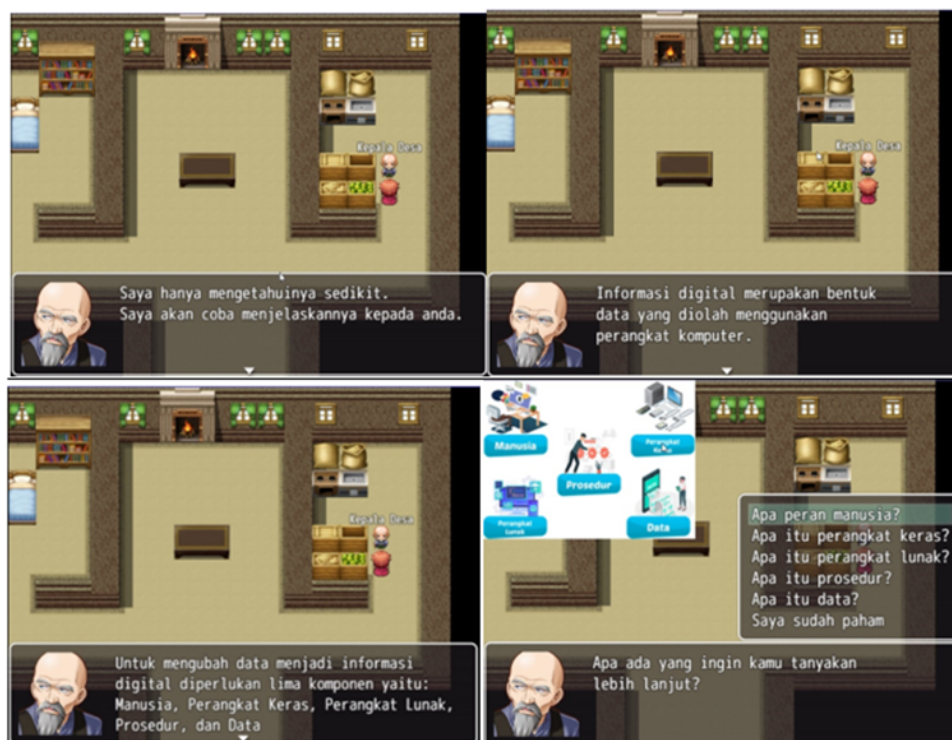 Kepala Desa
Saya hanya mengetahuinya sedikit.
Saya akan coba menjelaskannya kepada anda.
Kepala Desa
Informasi digital merupakan bentuk
data yang diolah menggunakan
perangkat komputer.
Kepala Desa
Untuk mengubah data menjadi informasi
digital diperlukan lima komponen yaitu:
Manusia, Perangkat Keras, Perangkat Lunak,
Prosedur, dan Data
Manusia
Perangkat
Prosedur
Perangkat
Lunak
Data
Apa peran manusia?
Apa itu perangkat keras?
Apa itu perangkat lunak?
Apa itu prosedur?
Apa itu data?
Saya sudah paham
Apa ada yang ingin kamu tanyakan
lebih lanjut?